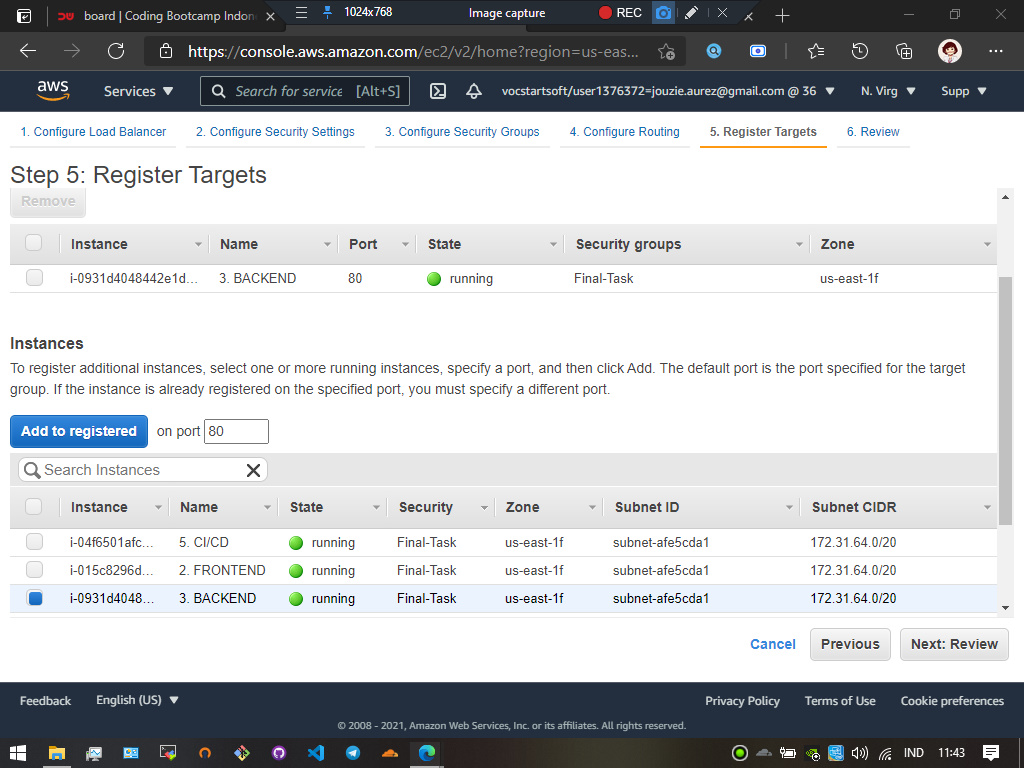 board | Coding Bootcamp Indon
1024x768
Image capture
REC
https://console.aws.amazon.com/ec2/v2/home?region=us-eas...
aws
Services
Search for service
[Alt+S]
vocstartsoft/user1376372=jouzie.aurez@gmail.com @ 36
N. Virg
Supp
1. Configure Load Balancer
2. Configure Security Settings
3. Configure Security Groups
4. Configure Routing
5. Register Targets
6. Review
Step 5: Register Targets
Remove
Instance Name Port State Security groups Zone
i-0931d4048442e1d... 3. BACKEND 80 running Final-Task us-east-1f
Instances
To register additional instances, select one or more running instances, specify a port, and then click Add. The default port is the port specified for the target
group. If the instance is already registered on the specified port, you must specify a different port.
Add to registered on port 80
Search Instances
Instance Name State Security Zone Subnet ID Subnet CIDR
i-04f6501afc... 5. CI/CD running Final-Task us-east-1f subnet-afe5cda1 172.31.64.0/20
i-015c8296d... 2. FRONTEND running Final-Task us-east-1f subnet-afe5cda1 172.31.64.0/20
i-0931d4048... 3. BACKEND running Final-Task us-east-1f subnet-afe5cda1 172.31.64.0/20
Cancel Previous Next: Review
Feedback English (US) Privacy Policy Terms of Use Cookie preferences
© 2008 - 2021, Amazon Web Services, Inc. or its affiliates. All rights reserved.
IND 11:43